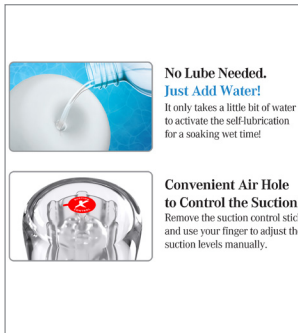 No Lube Needed.
Just Add Water!
It only takes a little bit of water
to activate the self-lubrication
for a soaking wet time!
Convenient Air Hole
to Control the Suction
Remove the suction control stic
and use your finger to adjust th
suction levels manually.